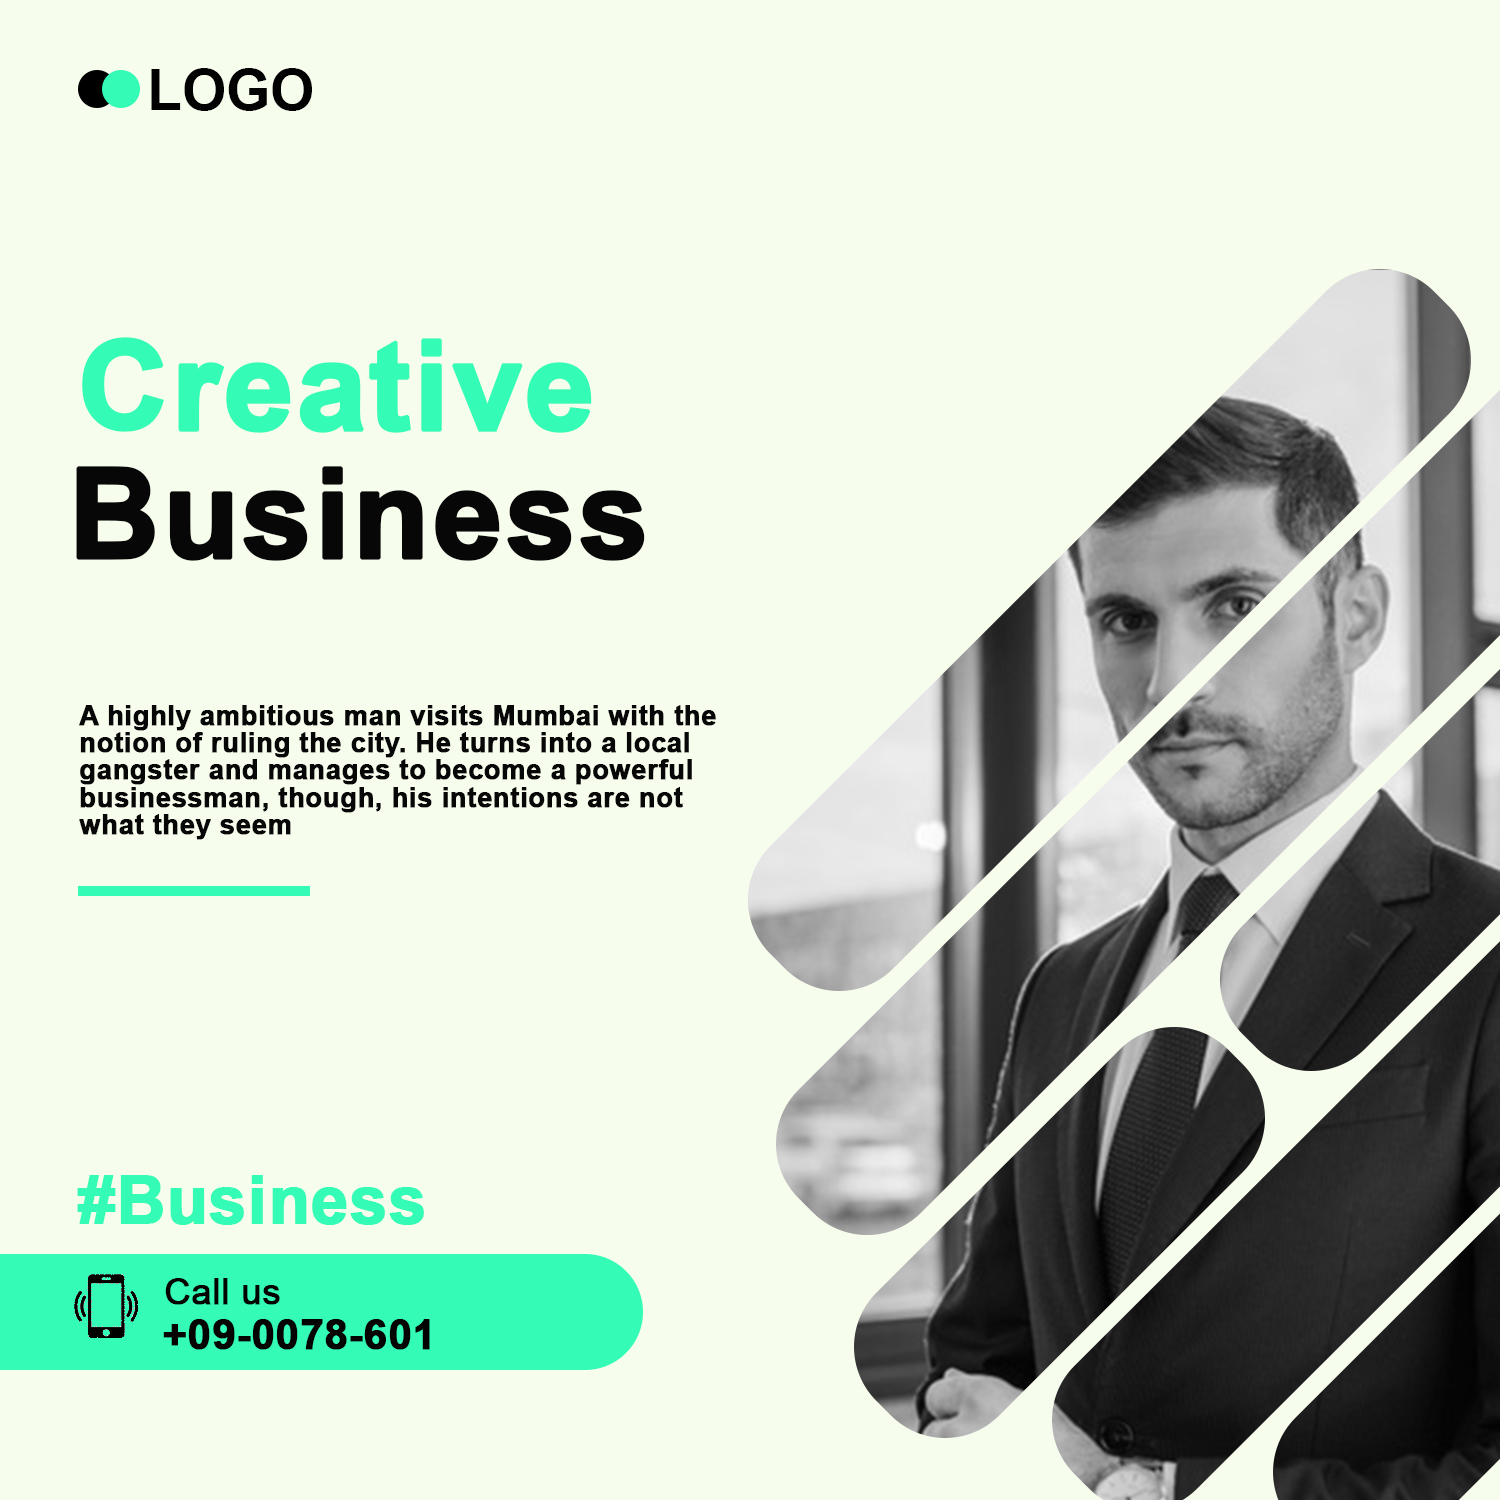 LOGO
Creative
Business
A highly ambitious man visits Mumbai with the
notion of ruling the city. He turns into a local
gangster and manages to become a powerful
businessman, though, his intentions are not
what they seem
#Business
Call us
+09-0078-601